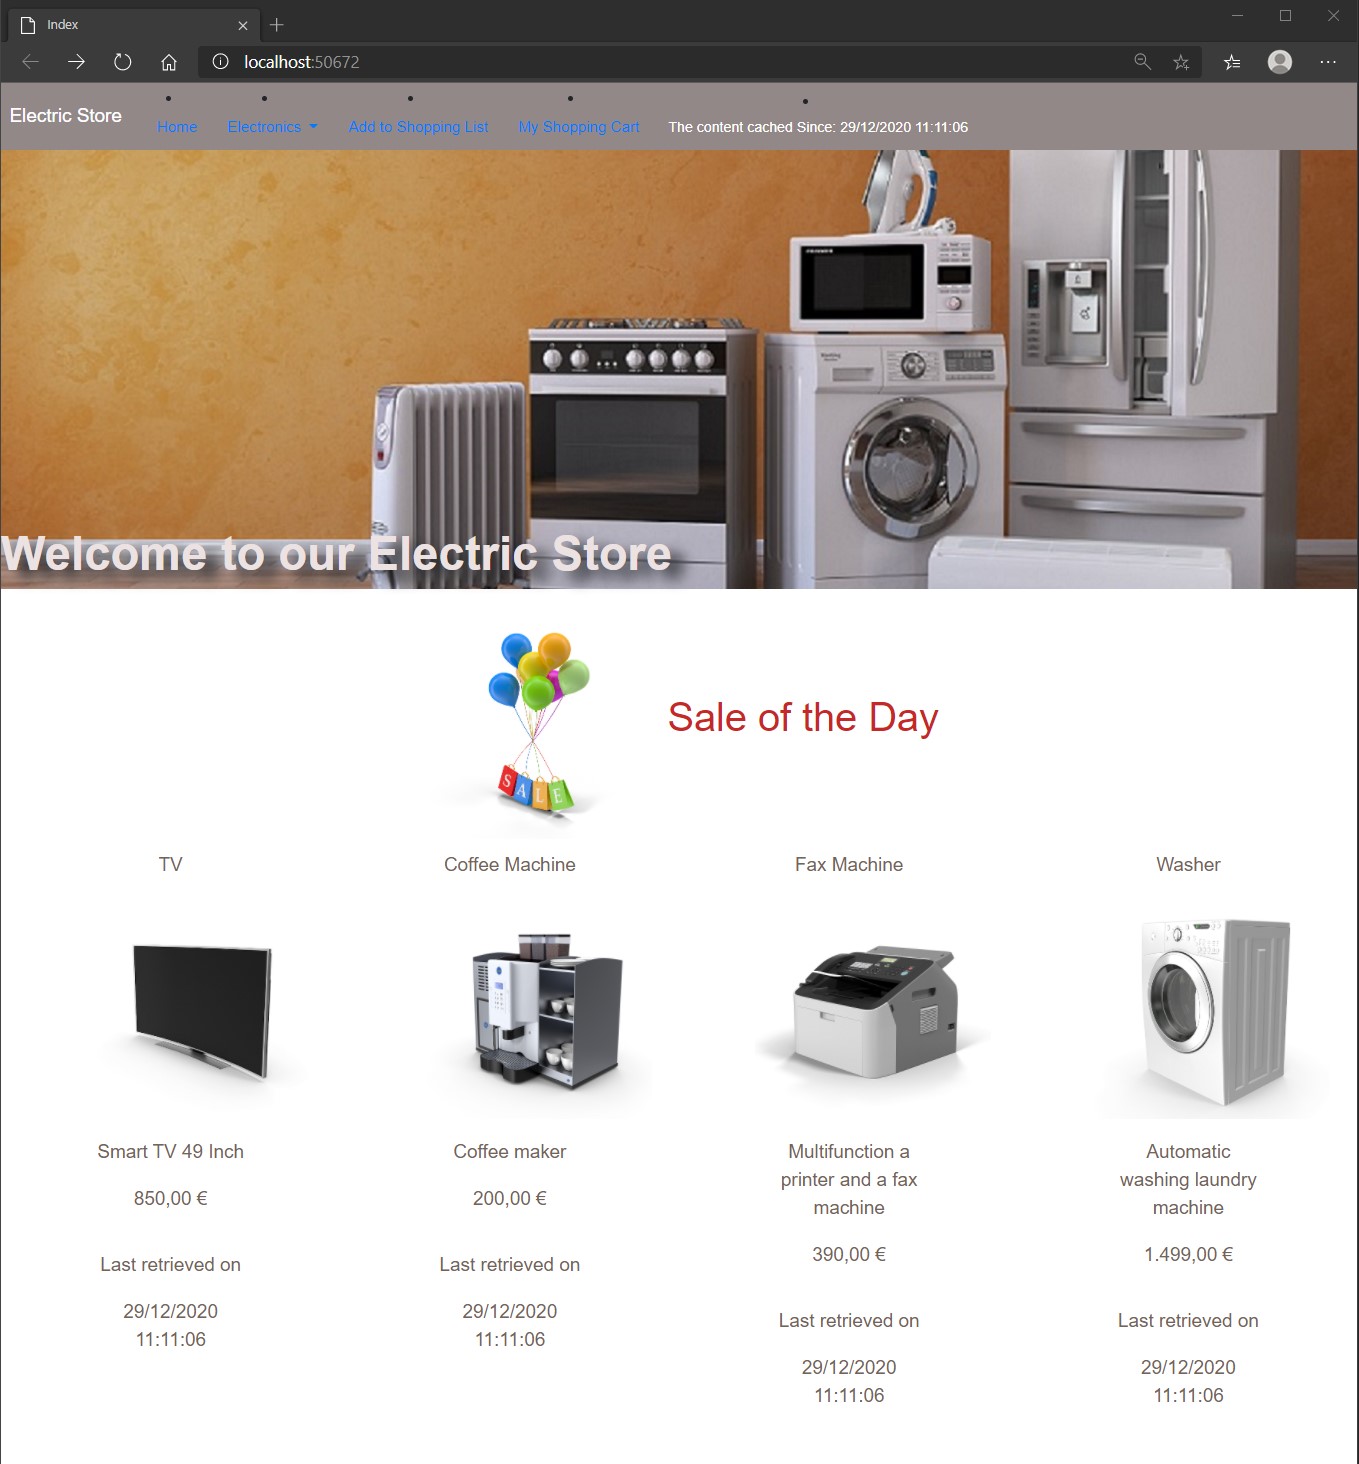 Index
localhost:50672
Electric Store
Home
Electronics
Add to Shopping List
My Shopping Cart
The content cached Since: 29/12/2020 11:11:06
Welcome to our Electric Store
SALE
Sale of the Day
TV
Coffee Machine
Fax Machine
Washer
Smart TV 49 Inch
850,00 €
Last retrieved on
29/12/2020
11:11:06
Coffee maker
200,00 €
Last retrieved on
29/12/2020
11:11:06
Multifunction a
printer and a fax
machine
390,00 €
Last retrieved on
29/12/2020
11:11:06
Automatic
washing laundry
machine
1.499,00 €
Last retrieved on
29/12/2020
11:11:06